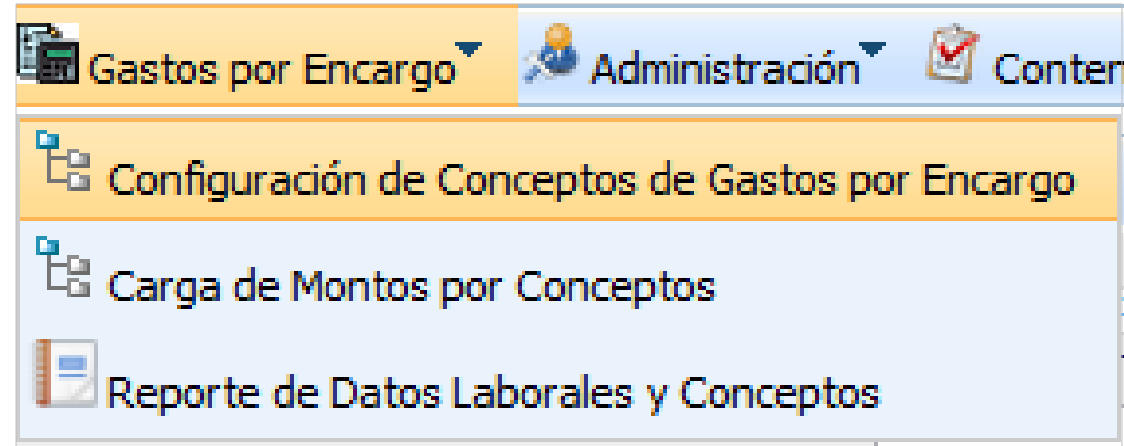 Gastos por Encargo Administración
Configuración de Conceptos de Gastos por Encargo
Carga de Montos por Conceptos
Reporte de Datos Laborales y Conceptos